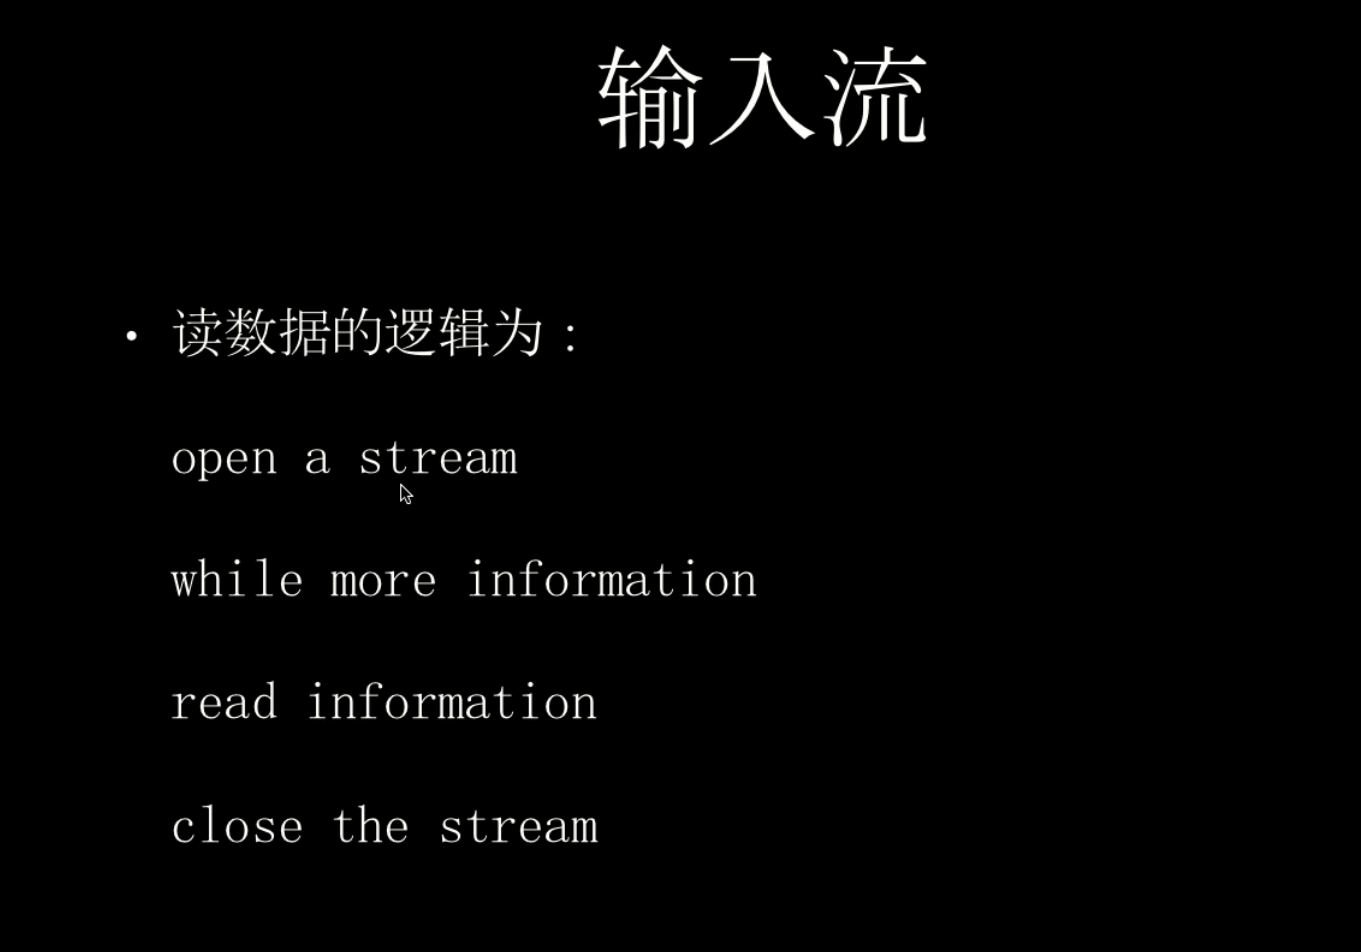 输入流
• 读数据的逻辑为：
open a stream
while more information
read information
close the stream